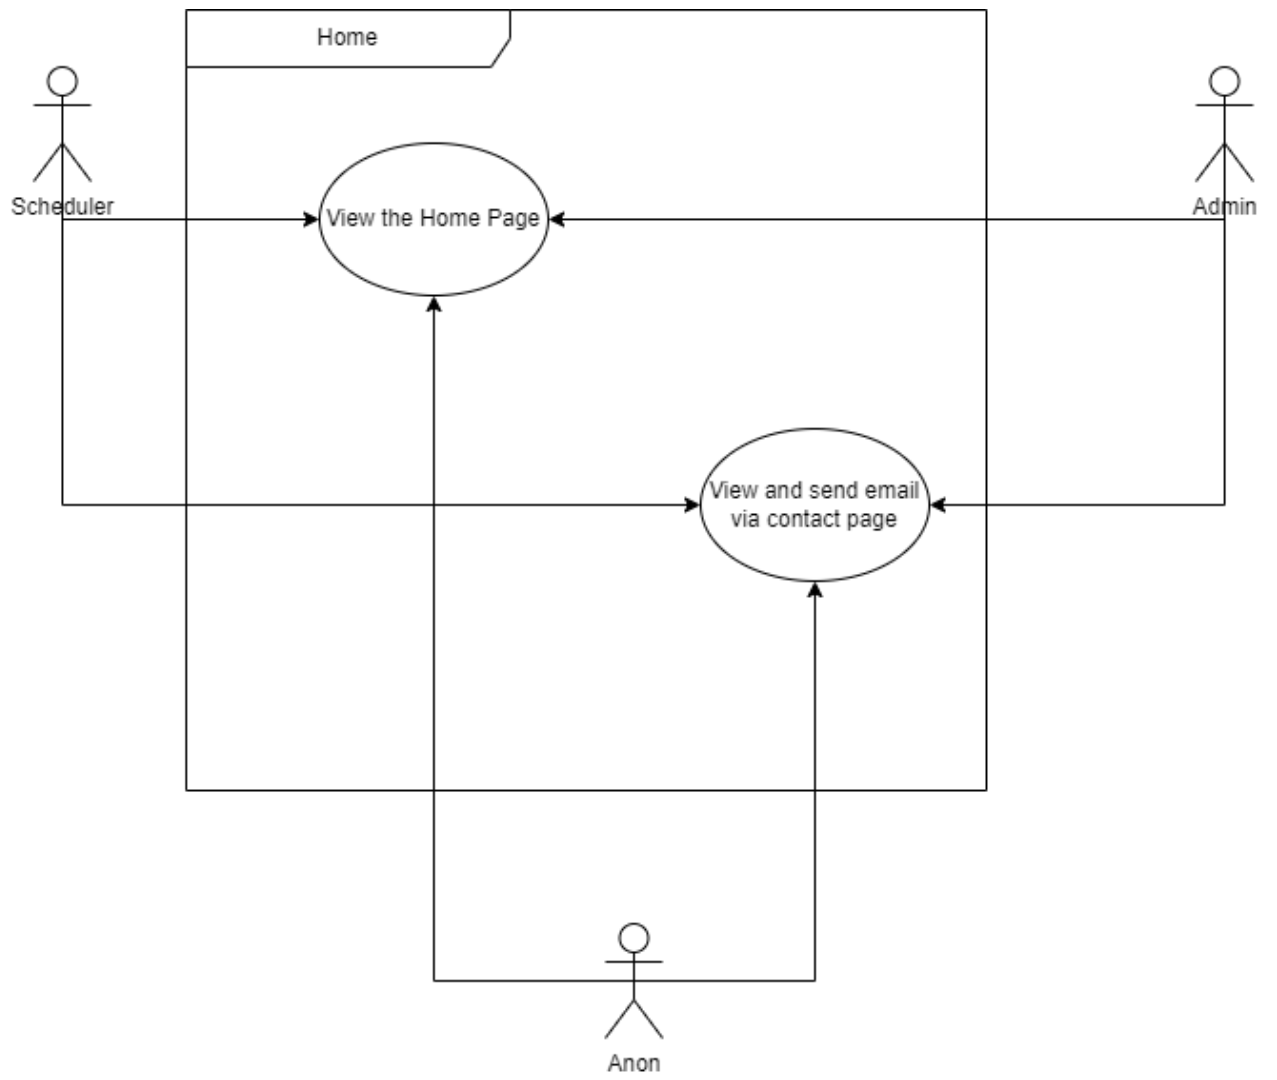 Home
Scheduler
Admin
View the Home Page
View and send email
via contact page
Anon